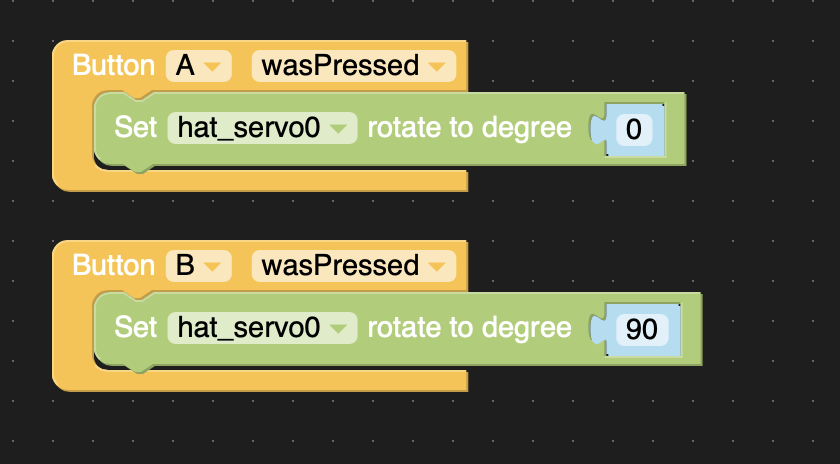 Button A wasPressed
Set hat_servo0 rotate to degree 0
Button B wasPressed
Set hat_servo0 rotate to degree 90